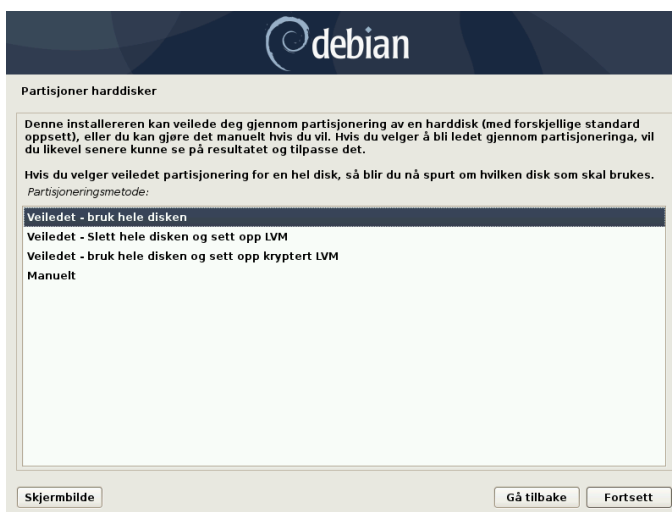 debian
Partisjoner harddisker
Denne installereren kan veilede deg gjennom partisjonering av en harddisk (med forskjellige standard
oppsett), eller du kan gjøre det manuelt hvis du vil. Hvis du velger å bli ledet gjennom partisjoneringa, vil
du likevel senere kunne se på resultatet og tilpasse det.
Hvis du velger veiledet partisjonering for en hel disk, så blir du nå spurt om hvilken disk som skal brukes.
Partisjoneringsmetode:
Veiledet - bruk hele disken
Veiledet - Slett hele disken og sett opp LVM
Veiledet - bruk hele disken og sett opp kryptert LVM
Manuelt
Skjermbilde
Gå tilbake
Fortsett